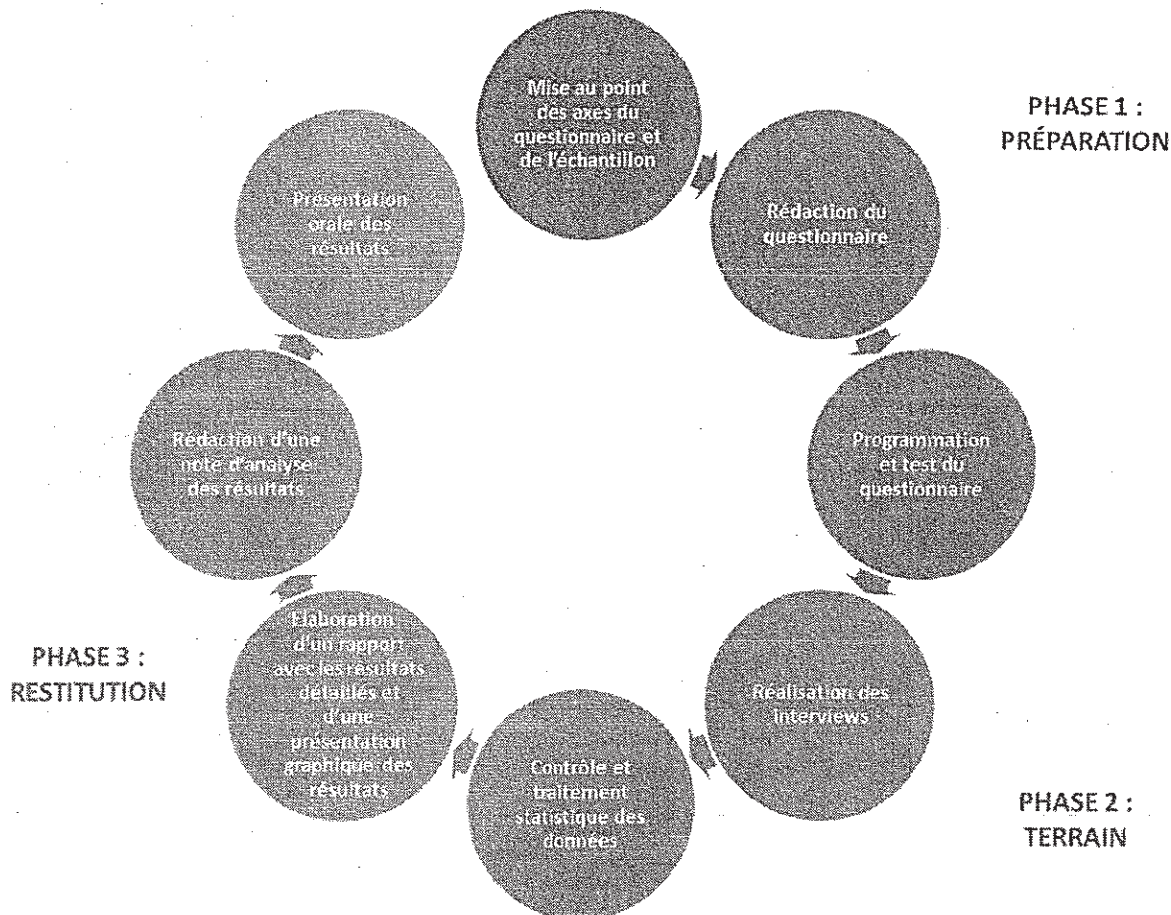 PHASE 1 :
PRÉPARATION
Mise au point
des axes du
questionnaire et
de l'échantillon
Rédaction du
questionnaire
Programmation
et test du
questionnaire
PHASE 2 :
TERRAIN
Réalisation des
interviews
Contrôle et
traitement
statistique des
données
PHASE 3 :
RESTITUTION
Elaboration
d'un rapport
avec les résultats
détaillés et
d'une
présentation
graphique des
résultats
Rédaction d'une
note d'analyse
des résultats
Présentation
orale des
résultats